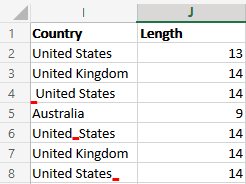 I J
1 Country Length
2 United States 13
3 United Kingdom 14
4  United States 14
5 Australia 9
6 United  States 14
7 United Kingdom 14
8 United States  14